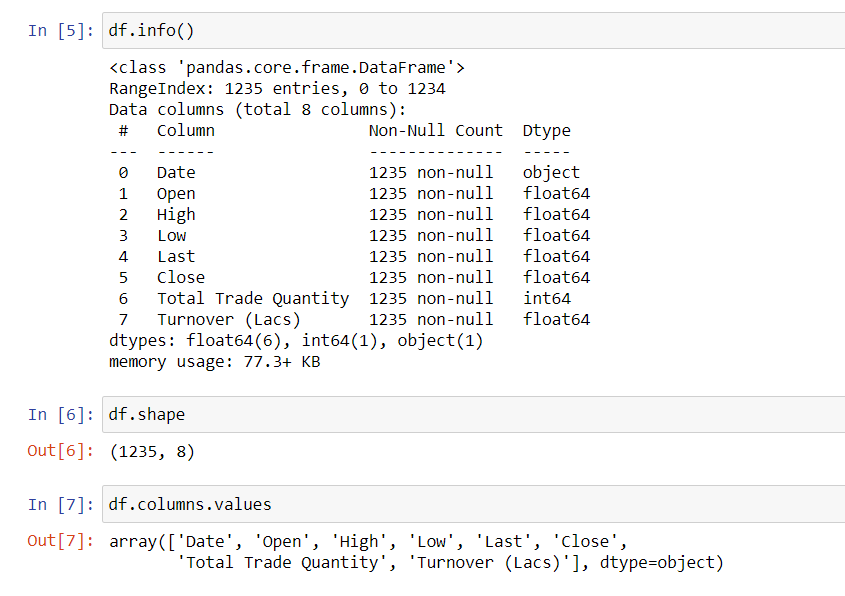 In [5]: df.info()
<class 'pandas.core.frame.DataFrame'>
RangeIndex: 1235 entries, 0 to 1234
Data columns (total 8 columns):
 #   Column                Non-Null Count  Dtype
---  ------                --------------  -----
 0   Date                  1235 non-null   object
 1   Open                  1235 non-null   float64
 2   High                  1235 non-null   float64
 3   Low                   1235 non-null   float64
 4   Last                  1235 non-null   float64
 5   Close                 1235 non-null   float64
 6   Total Trade Quantity  1235 non-null   int64
 7   Turnover (Lacs)       1235 non-null   float64
dtypes: float64(6), int64(1), object(1)
memory usage: 77.3+ KB
In [6]: df.shape
Out[6]: (1235, 8)
In [7]: df.columns.values
Out[7]: array(['Date', 'Open', 'High', 'Low', 'Last', 'Close',
       'Total Trade Quantity', 'Turnover (Lacs)'], dtype=object)